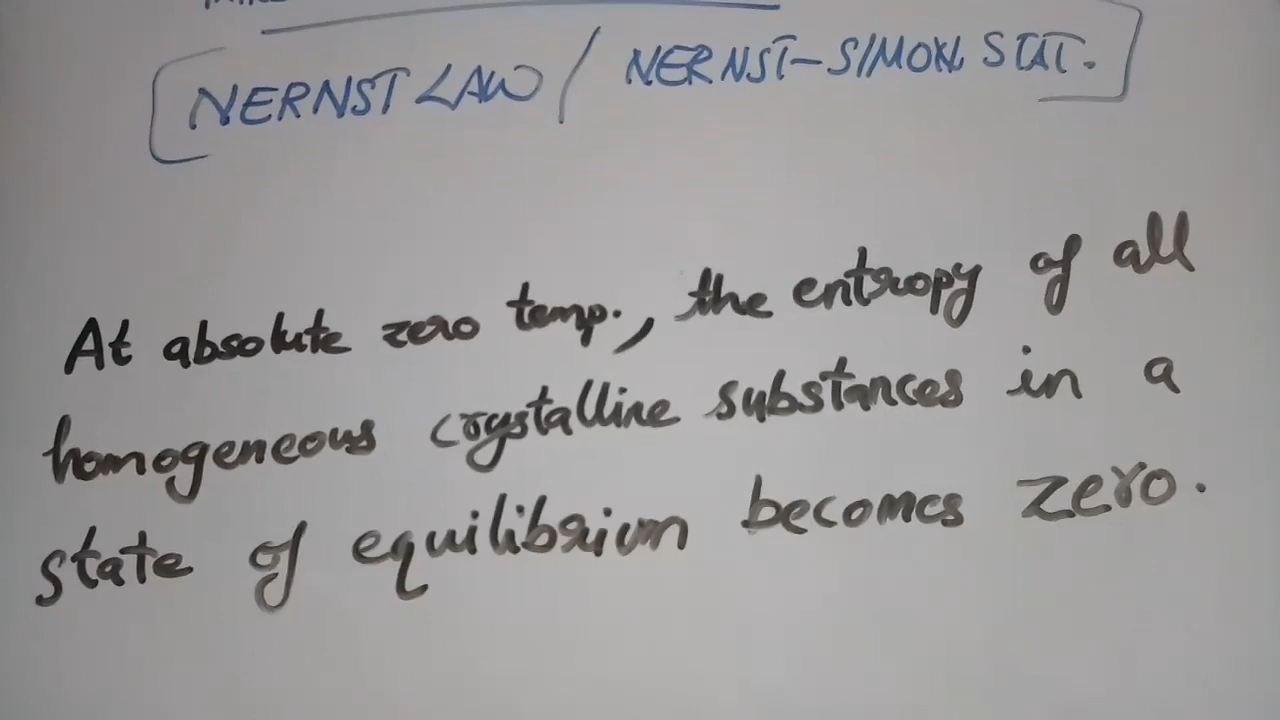 NERNST LAW / NERNST-SIMON STAT.
At absolute zero temp., the entropy of all
homogeneous crystalline substances in a
state of equilibrium becomes zero.